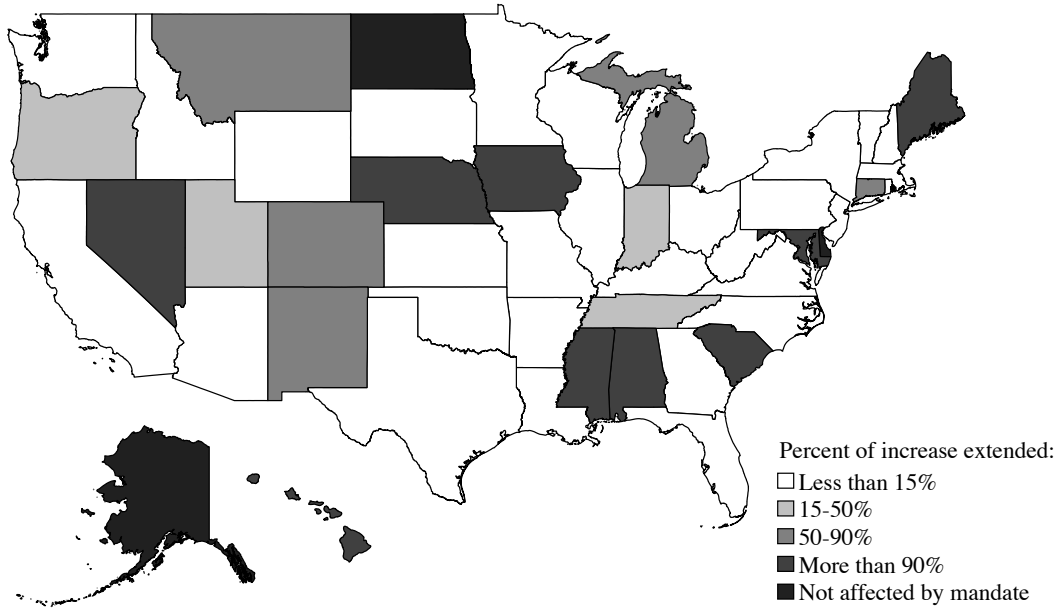 Percent of increase extended:
Less than 15%
15-50%
50-90%
More than 90%
Not affected by mandate